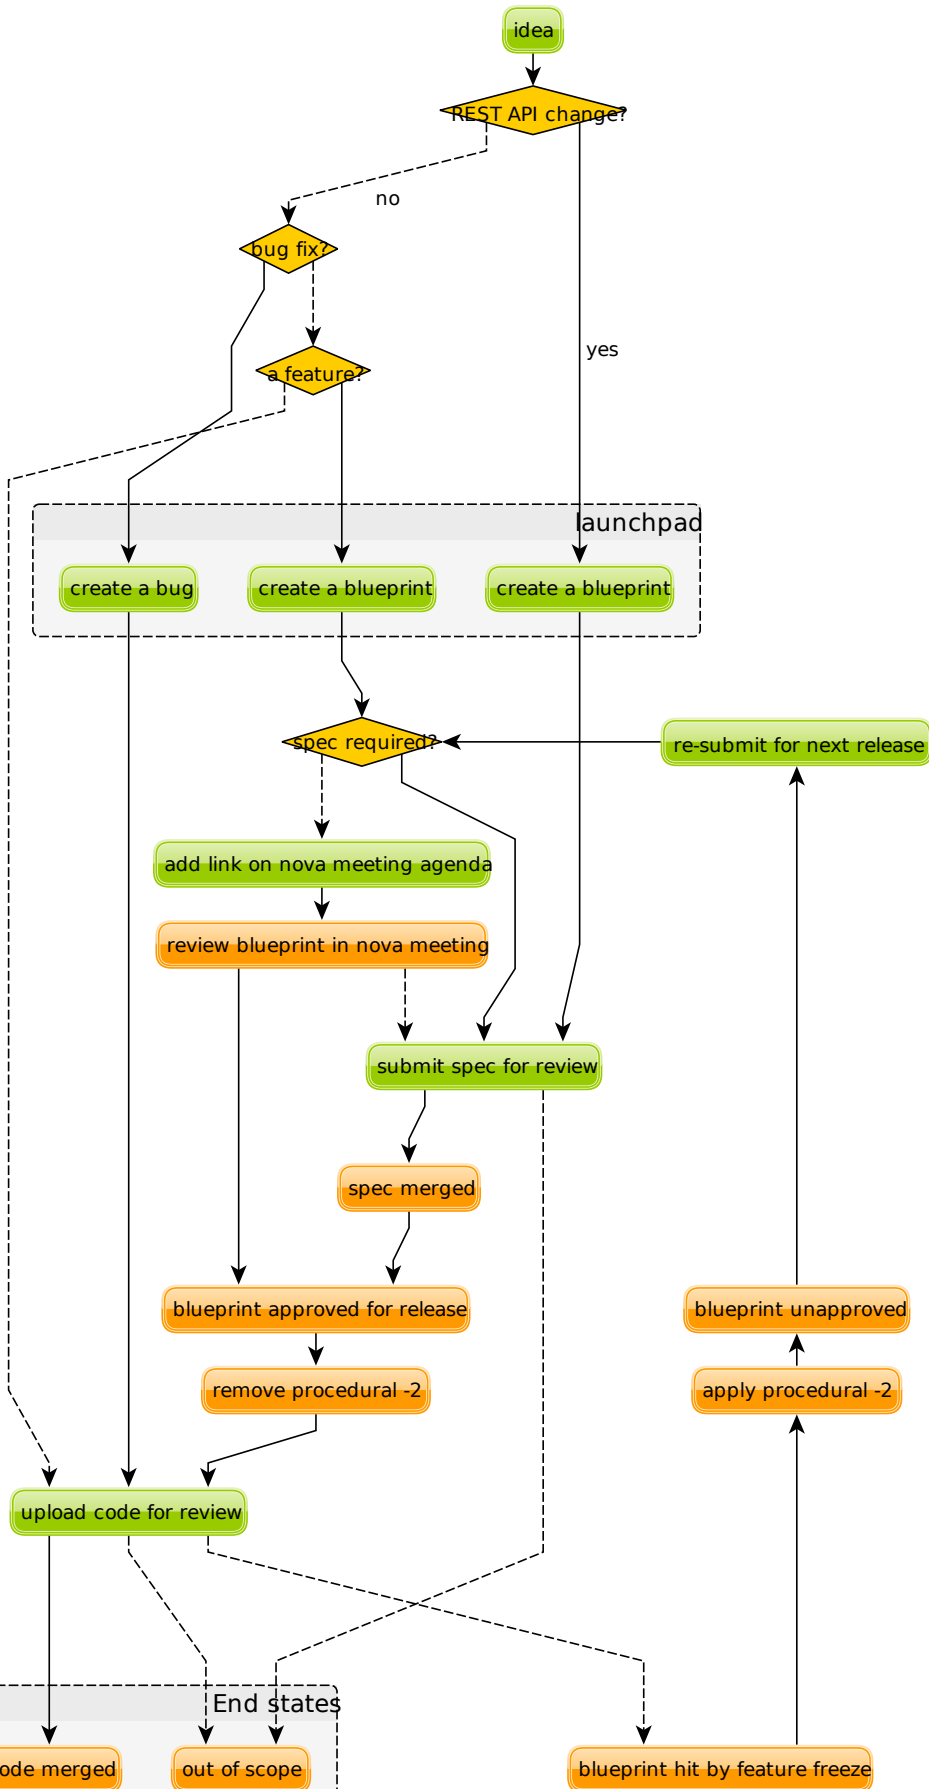 idea
REST API change?
no
bug fix?
yes
a feature?
launchpad
create a bug
create a blueprint
create a blueprint
spec required?
re-submit for next release
add link on nova meeting agenda
review blueprint in nova meeting
submit spec for review
spec merged
blueprint approved for release
blueprint unapproved
remove procedural -2
apply procedural -2
upload code for review
End states
ode merged
out of scope
blueprint hit by feature freeze